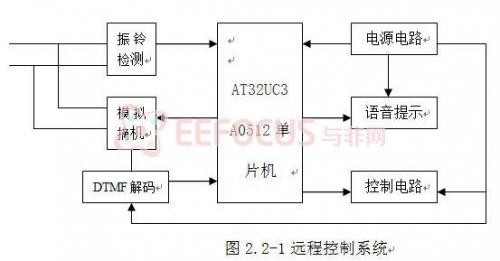 振铃
检测
模拟
摘机
DTMF 解码
AT32UC3
A0512 单
片机
电源电路
语音提示
控制电路
EEFOCUS 与非网
图 2.2-1 远程控制系统